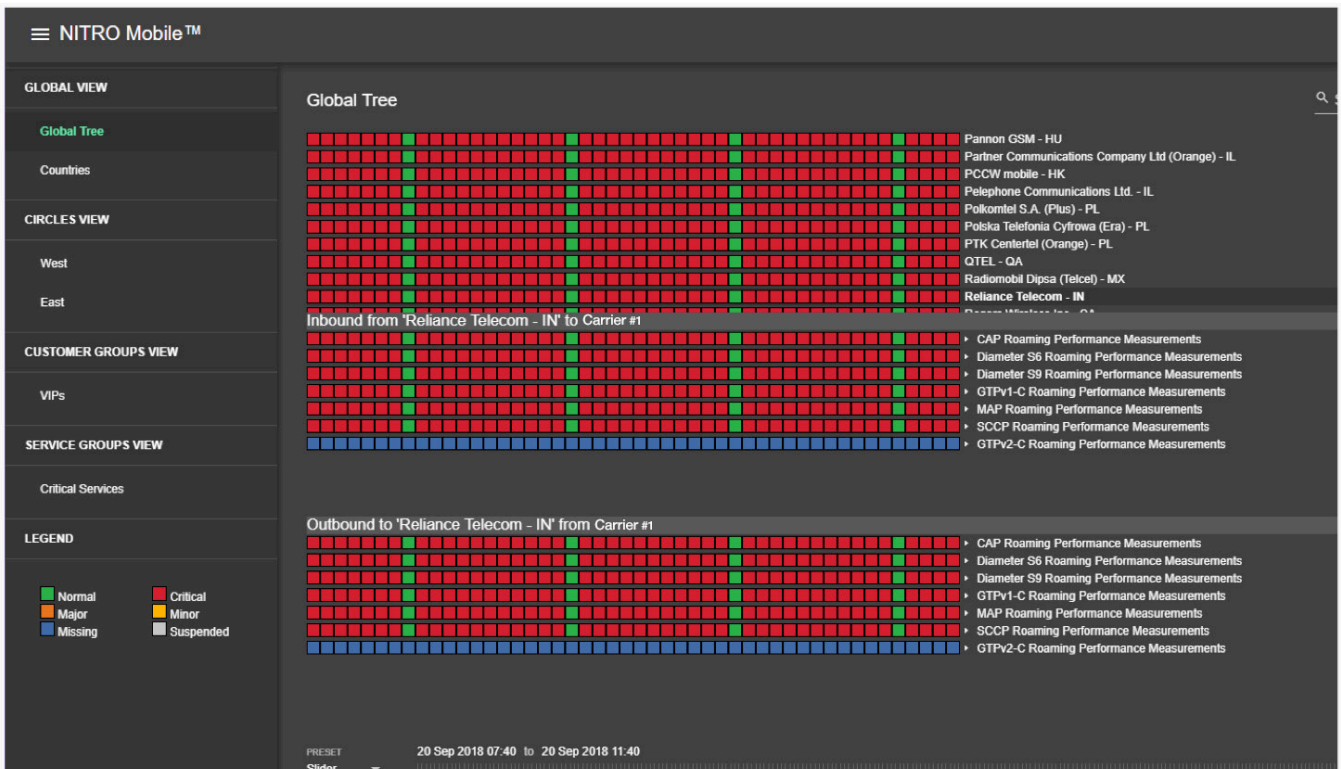 NITRO Mobile™
GLOBAL VIEW
Global Tree
Countries
CIRCLES VIEW
West
East
CUSTOMER GROUPS VIEW
VIPs
SERVICE GROUPS VIEW
Critical Services
LEGEND
Normal Critical
Major Minor
Missing Suspended
Global Tree
Pannon GSM - HU
Partner Communications Company Ltd (Orange) - IL
PCCW mobile - HK
Pelephone Communications Ltd. - IL
Polkomtel S.A. (Plus) - PL
Polska Telefonia Cyfrowa (Era) - PL
PTK Centertel (Orange) - PL
QTEL - QA
Radiomobil Dipsa (Telcel) - MX
Reliance Telecom - IN
Inbound from 'Reliance Telecom - IN' to Carrier #1
CAP Roaming Performance Measurements
Diameter S6 Roaming Performance Measurements
Diameter S9 Roaming Performance Measurements
GTPv1-C Roaming Performance Measurements
MAP Roaming Performance Measurements
SCCP Roaming Performance Measurements
GTPv2-C Roaming Performance Measurements
Outbound to 'Reliance Telecom - IN' from Carrier #1
CAP Roaming Performance Measurements
Diameter S6 Roaming Performance Measurements
Diameter S9 Roaming Performance Measurements
GTPv1-C Roaming Performance Measurements
MAP Roaming Performance Measurements
SCCP Roaming Performance Measurements
GTPv2-C Roaming Performance Measurements
PRESET 20 Sep 2018 07:40 to 20 Sep 2018 11:40
Slider